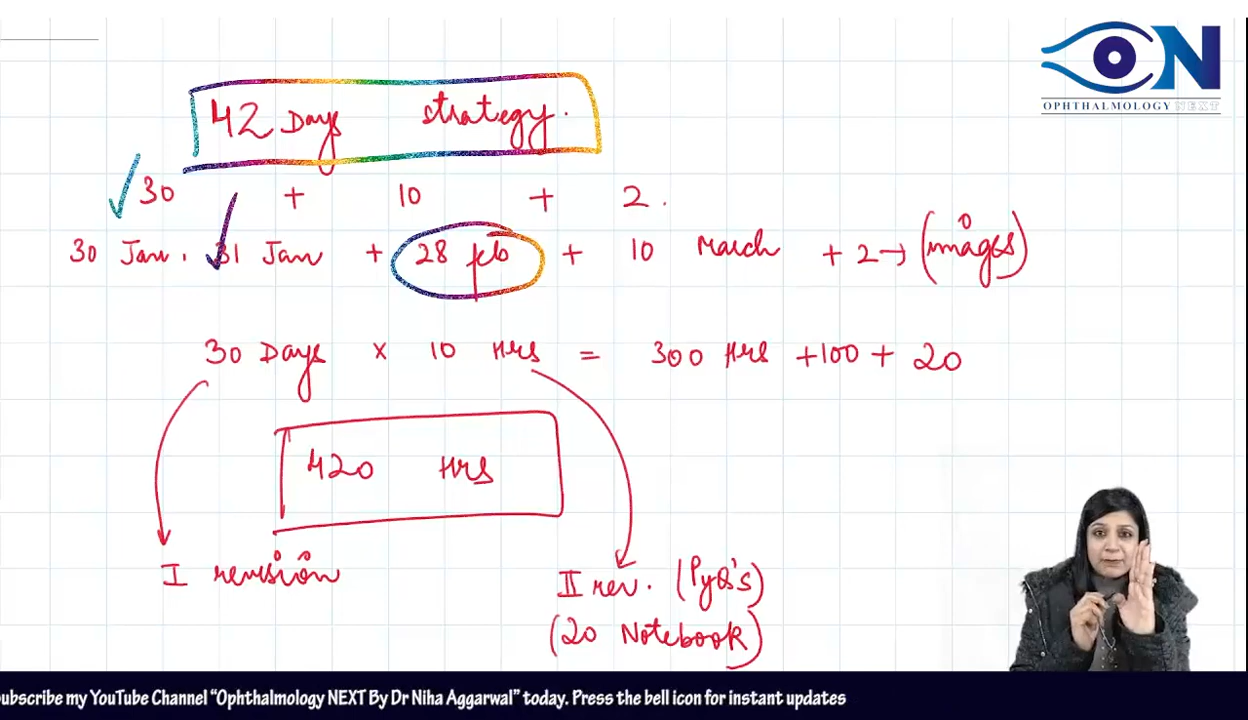 ON
OPHTHALMOLOGY NEXT
42 Days strategy.
30 + 10 + 2.
30 Jan. 31 Jan + 28 feb + 10 March + 2 → (images)
30 Days x 10 Hrs = 300 Hrs + 100 + 20
420 Hrs
I revision
II rev. (PyQ's)
(20 Notebook)
ubscribe my YouTube Channel “Ophthalmology NEXT By Dr Niha Aggarwal” today. Press the bell icon for instant updates